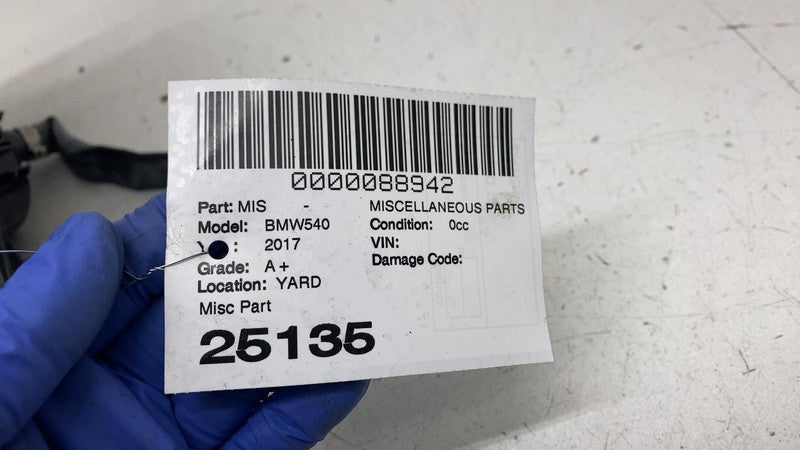 0000088942
Part: MIS - MISCELLANEOUS PARTS
Model: BMW540 Condition: 0cc
Y : 2017 VIN:
Grade: A+ Damage Code:
Location: YARD
Misc Part
25135